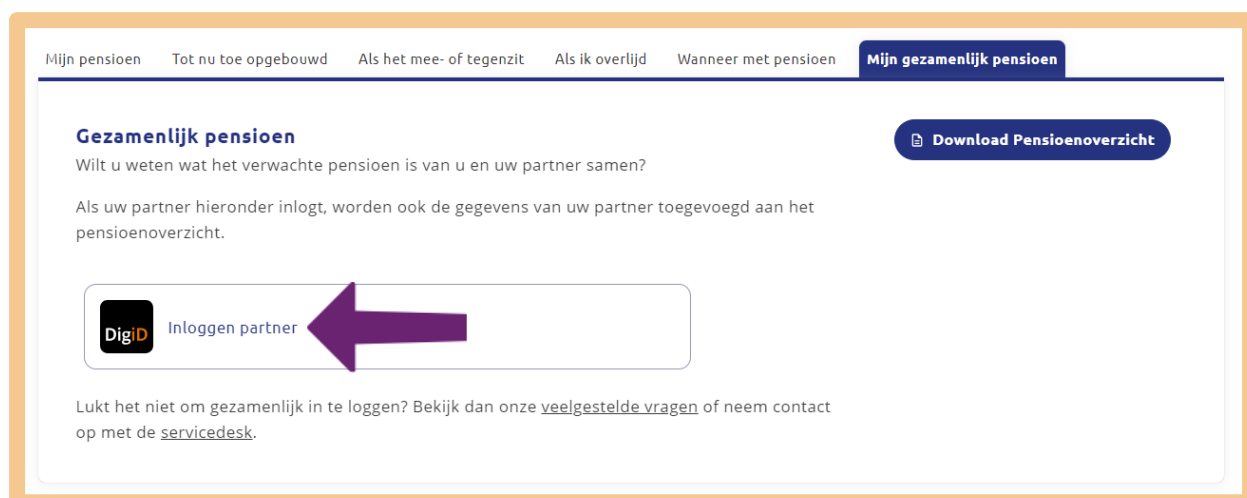 Mijn pensioen Tot nu toe opgebouwd Als het mee- of tegenzit Als ik overlijd Wanneer met pensioen Mijn gezamenlijk pensioen
Gezamenlijk pensioen
Download Pensioenoverzicht
Wilt u weten wat het verwachte pensioen is van u en uw partner samen?
Als uw partner hieronder inlogt, worden ook de gegevens van uw partner toegevoegd aan het
pensioenoverzicht.
DigiD Inloggen partner
Lukt het niet om gezamenlijk in te loggen? Bekijk dan onze veelgestelde vragen of neem contact
op met de servicedesk.